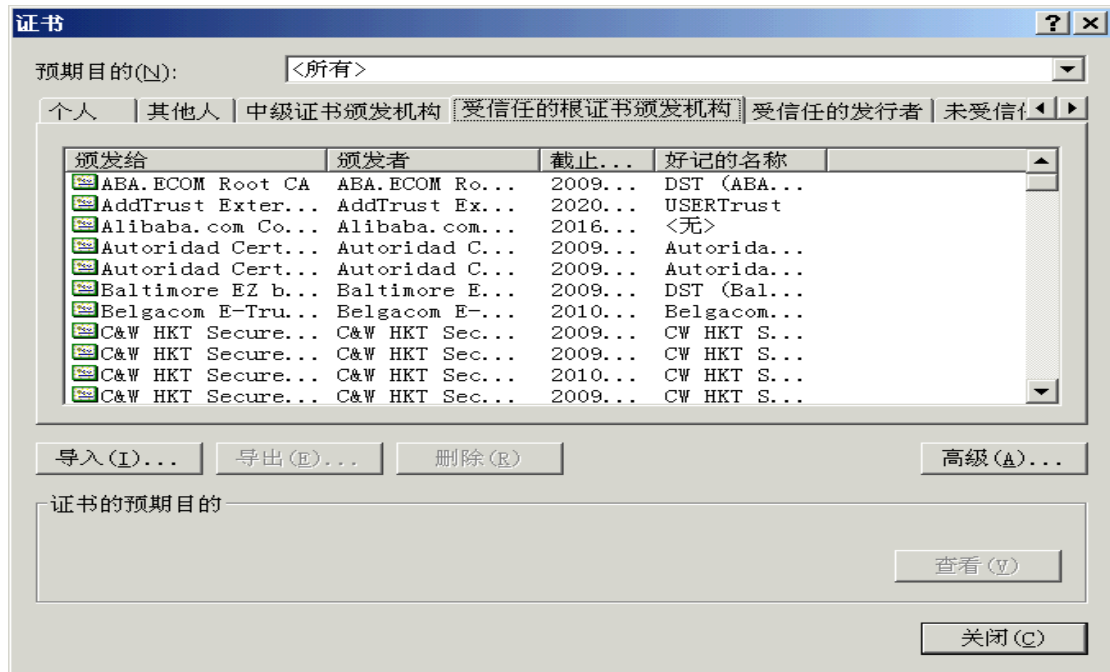 证书
预期目的(N): <所有>
个人 其他人 中级证书颁发机构 受信任的根证书颁发机构 受信任的发行者 未受信
颁发给 颁发者 截止... 好记的名称
ABA.ECOM Root CA ABA.ECOM Ro... 2009... DST (ABA...
AddTrust Exter... AddTrust Ex... 2020... USERTrust
Alibaba.com Co... Alibaba.com... 2016... <无>
Autoridad Cert... Autoridad C... 2009... Autorida...
Autoridad Cert... Autoridad C... 2009... Autorida...
Baltimore EZ b... Baltimore E... 2009... DST (Bal...
Belgacom E-Tru... Belgacom E-... 2010... Belgacom...
C&W HKT Secure... C&W HKT Sec... 2009... CW HKT S...
C&W HKT Secure... C&W HKT Sec... 2009... CW HKT S...
C&W HKT Secure... C&W HKT Sec... 2010... CW HKT S...
C&W HKT Secure... C&W HKT Sec... 2009... CW HKT S...
导入(I)... 导出(E)... 删除(R) 高级(A)...
证书的预期目的
查看(V)
关闭(C)